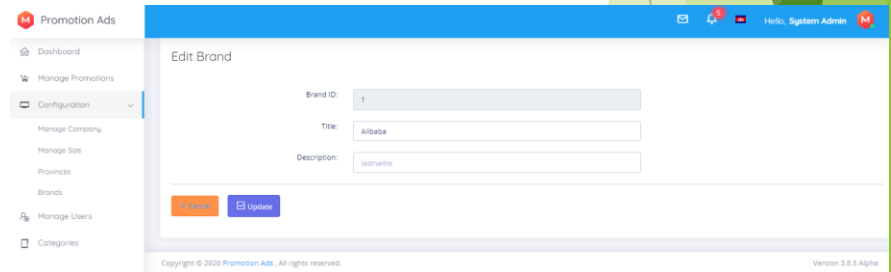 Promotion Ads
5
Hello, System Admin
Dashboard
Manage Promotions
Configuration
Manage Company
Manage Size
Provinces
Brands
Manage Users
Categories
Edit Brand
Brand ID: 1
Title: Alibaba
Description: lastname
× Cancel
Update
Copyright © 2020 Promotion Ads , All rights reserved.
Version 3.8.5 Alpha